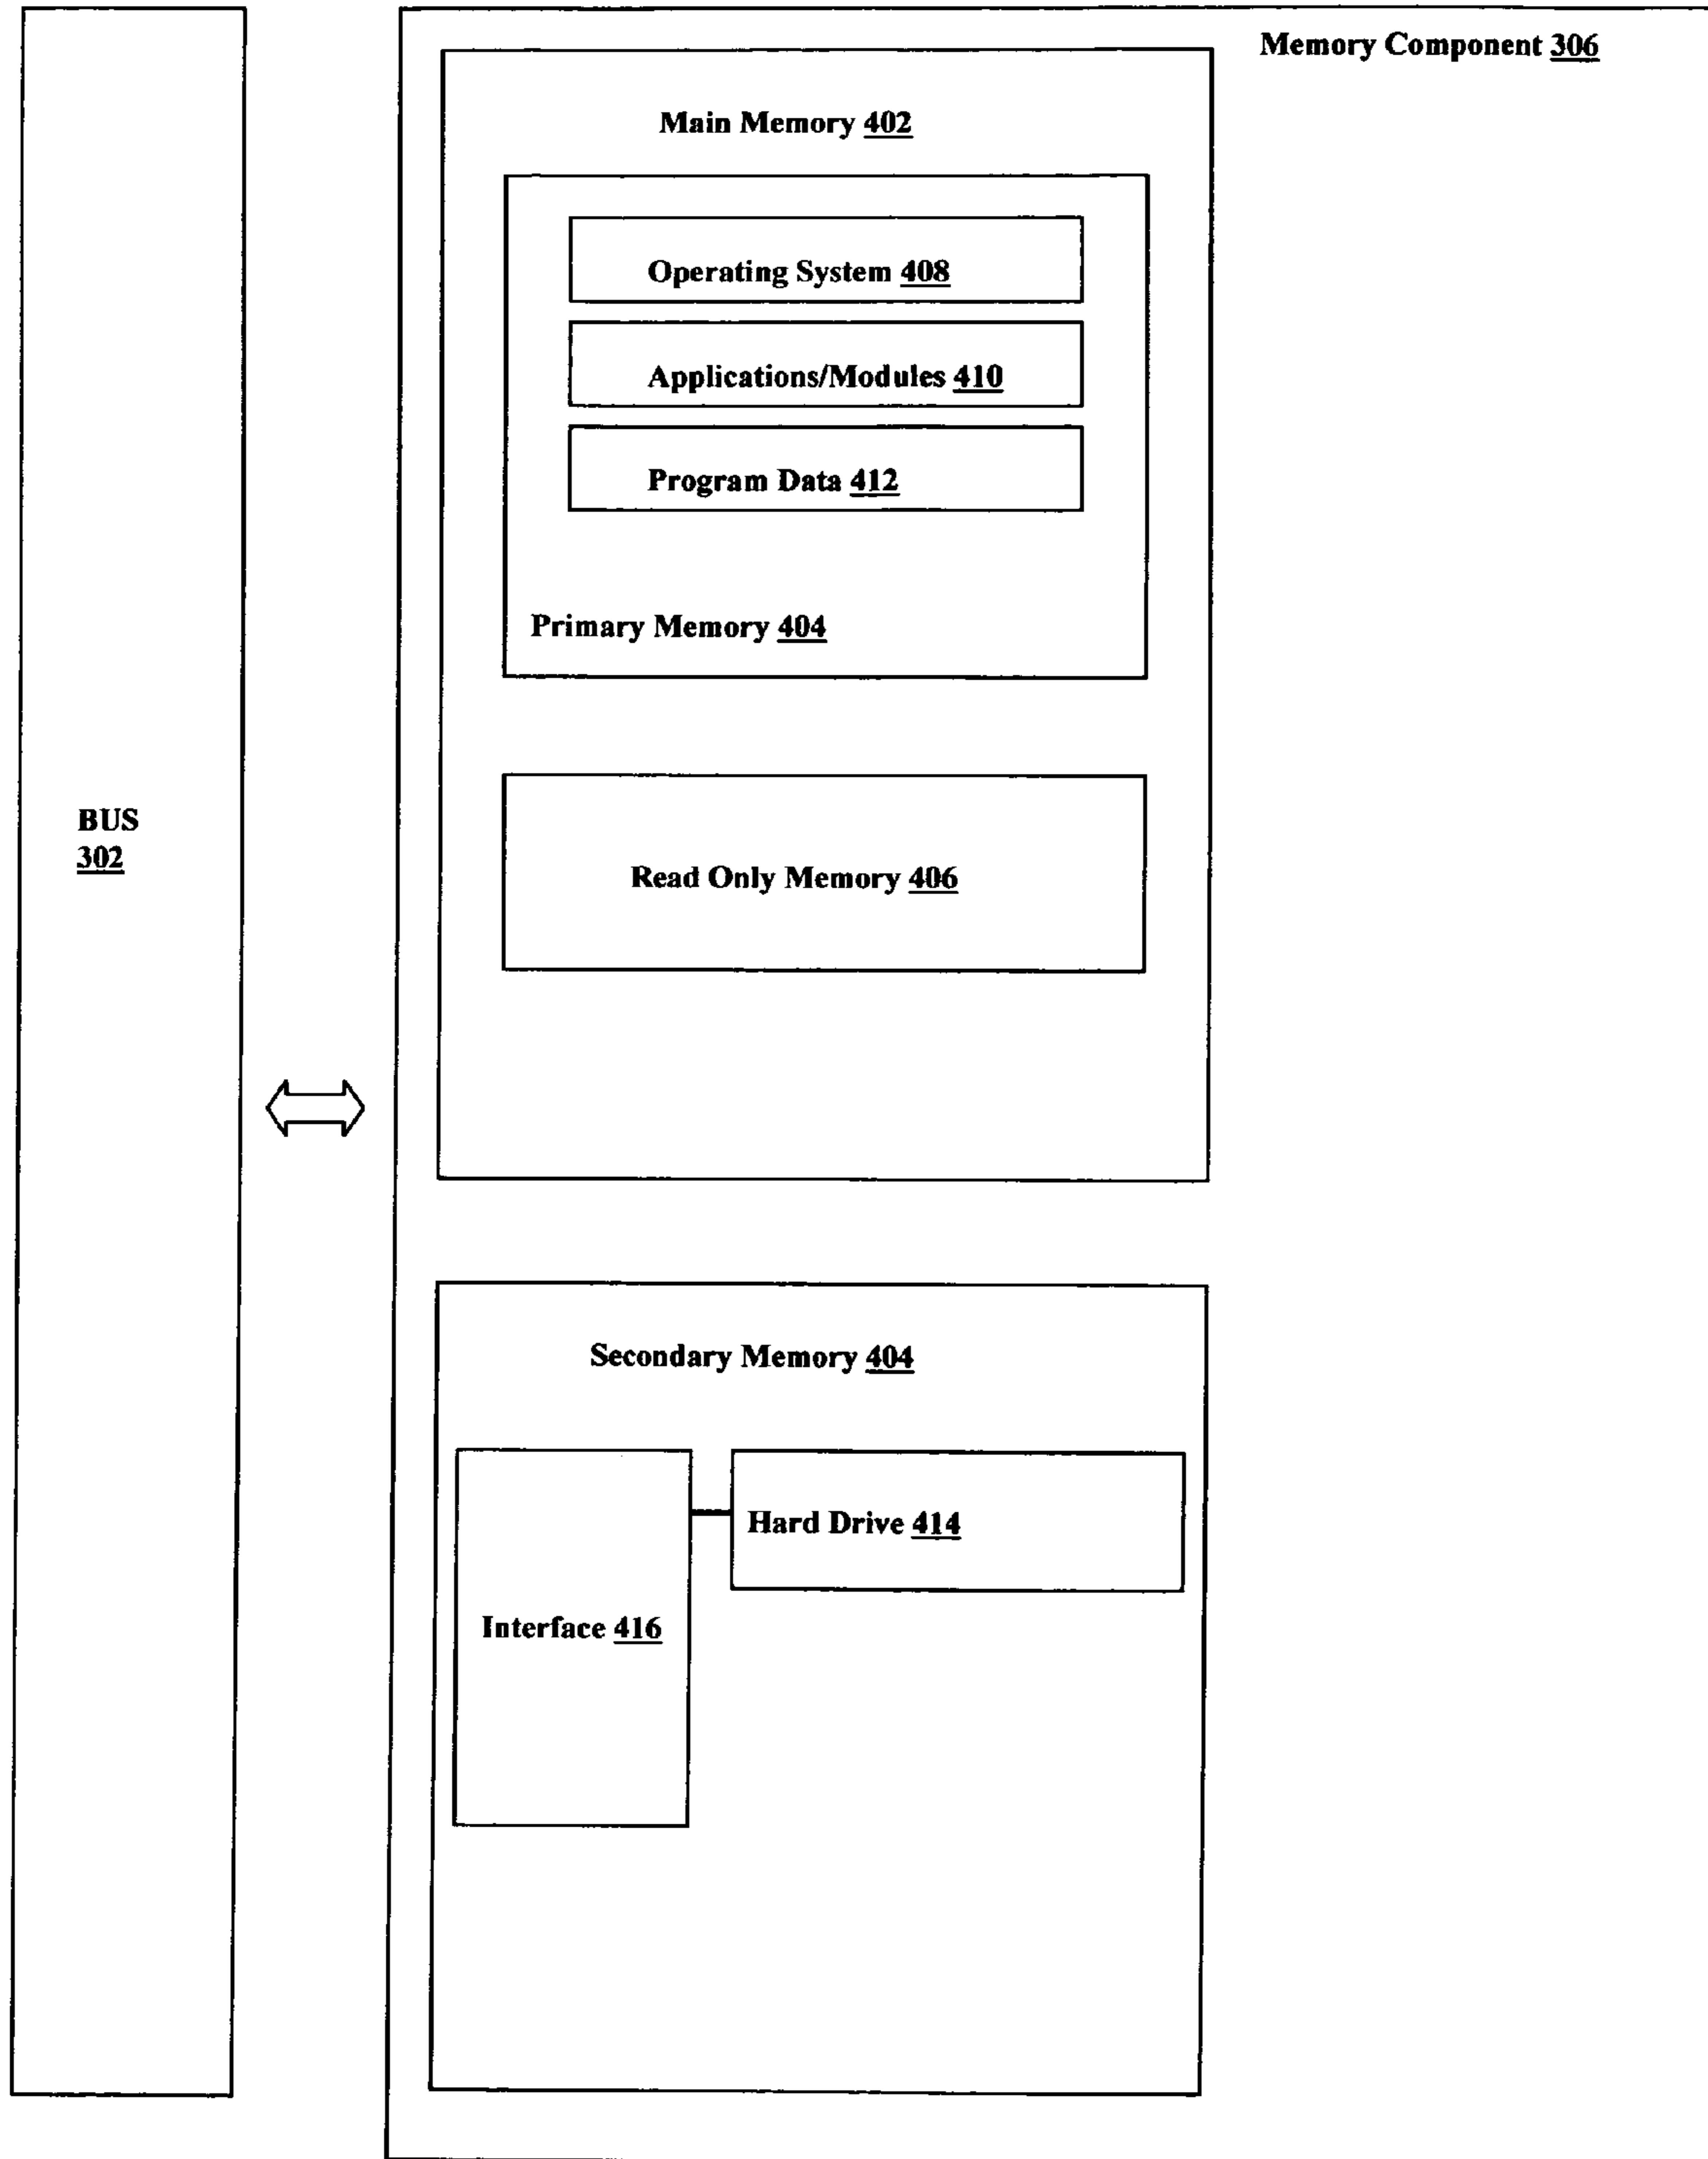 Memory Component 306
Main Memory 402
Operating System 408
Applications/Modules 410
Program Data 412
Primary Memory 404
BUS
302
Read Only Memory 406
Secondary Memory 404
Hard Drive 414
Interface 416